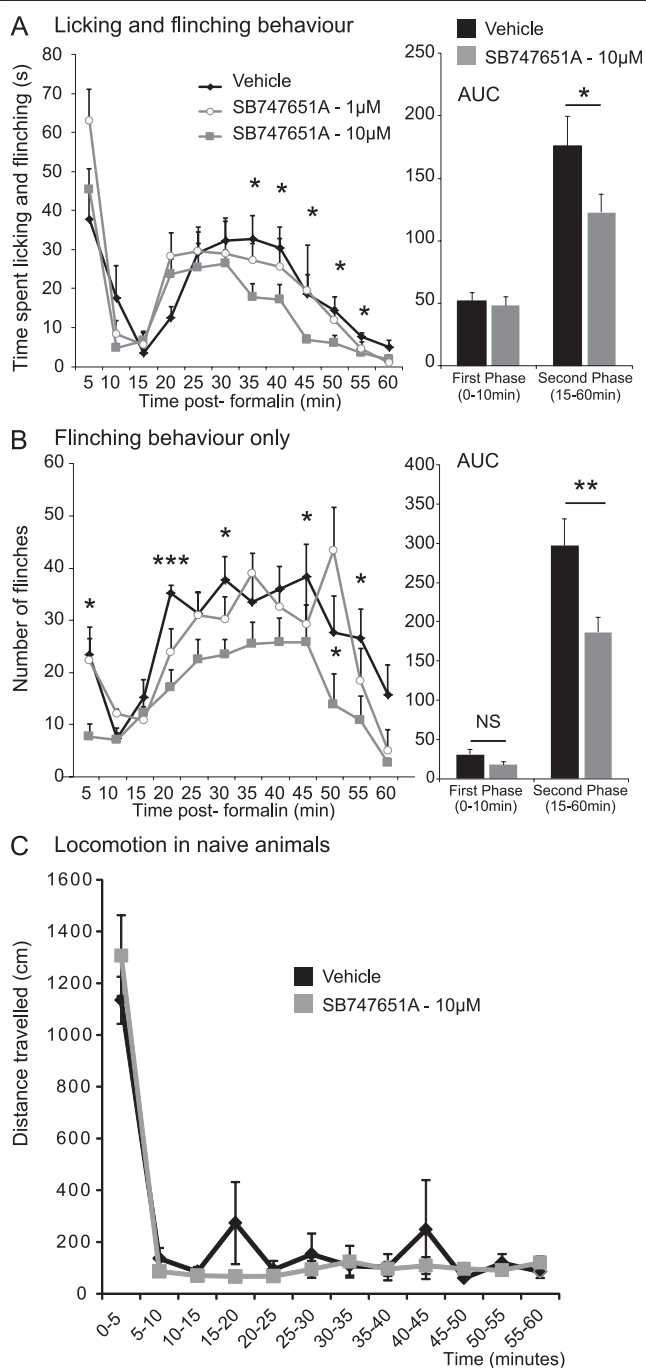 A Licking and flinching behaviour
Time spent licking and flinching (s)
80
70
60
50
40
30
20
10
0
Vehicle
SB747651A - 1µM
SB747651A - 10µM
* * * * *
5 10 15 20 25 30 35 40 45 50 55 60
Time post- formalin (min)
Vehicle
SB747651A - 10µM
AUC
250
200
150
100
50
0
*
First Phase Second Phase
(0-10min) (15-60min)
B Flinching behaviour only
Number of flinches
60
50
40
30
20
10
0
* *** * * * *
5 10 15 20 25 30 35 40 45 50 55 60
Time post- formalin (min)
AUC
400
350
300
250
200
150
100
50
0
NS
**
First Phase Second Phase
(0-10min) (15-60min)
C Locomotion in naive animals
Distance travelled (cm)
1600
1400
1200
1000
800
600
400
200
0
Vehicle
SB747651A - 10µM
0-5 5-10 10-15 15-20 20-25 25-30 30-35 35-40 40-45 45-50 50-55 55-60
Time (minutes)